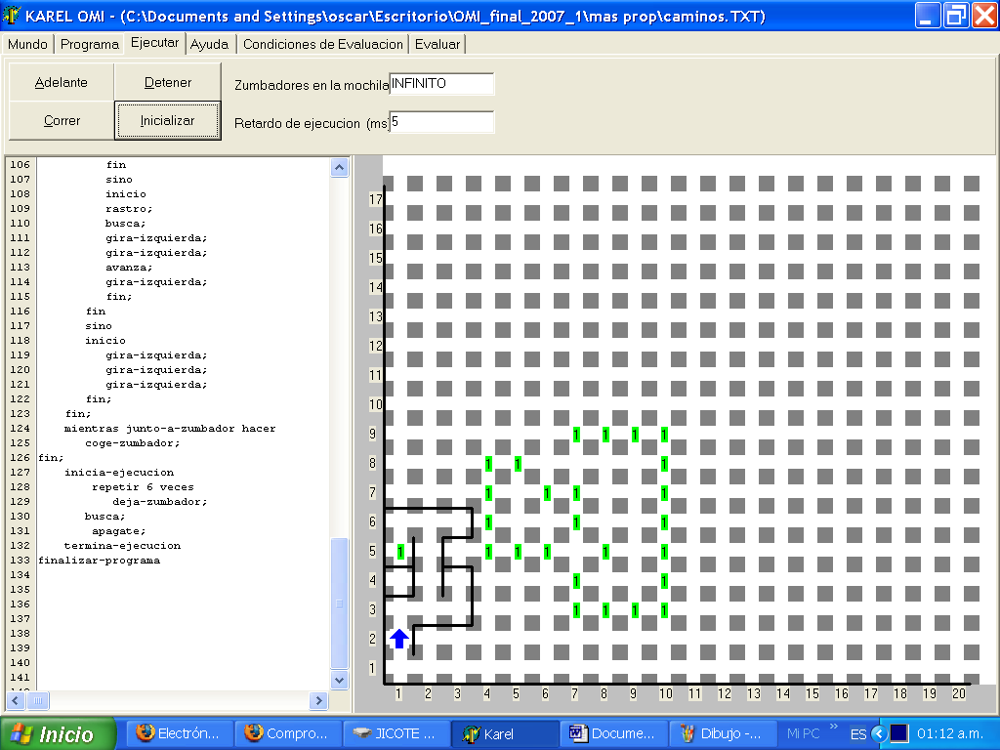 KAREL OMI - (C:\Documents and Settings\oscar\Escritorio\OMI_final_2007_1\mas prop\caminos.TXT)
Mundo Programa Ejecutar Ayuda Condiciones de Evaluacion Evaluar
Adelante Detener Zumbadores en la mochila INFINITO
Correr Inicializar Retardo de ejecucion (ms) 5
106 fin
107 sino
108 inicio
109 rastro;
110 busca;
111 gira-izquierda;
112 gira-izquierda;
113 avanza;
114 gira-izquierda;
115 fin;
116 fin
117 sino
118 inicio
119 gira-izquierda;
120 gira-izquierda;
121 gira-izquierda;
122 fin;
123 fin;
124 mientras junto-a-zumbador hacer
125 coge-zumbador;
126 fin;
127 inicia-ejecucion
128 repetir 6 veces
129 deja-zumbador;
130 busca;
131 apagate;
132 termina-ejecucion
133 finalizar-programa
134
135
136
137
138
139
140
141
17
16
15
14
13
12
11
10
9 1 1 1 1
8 1 1 1
7 1 1 1 1
6 1 1 1
5 1 1 1 1 1 1
4 1 1
3 1 1 1 1
2
1
1 2 3 4 5 6 7 8 9 10 11 12 13 14 15 16 17 18 19 20
Inicio Electrón... Compro... JICOTE ... Karel Docume... Dibujo -... Mi PC » ES 01:12 a.m.